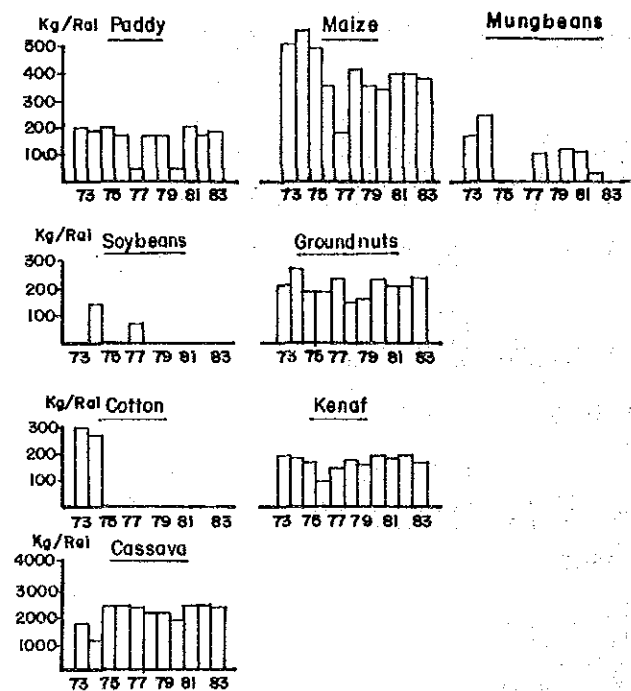 Kg/Rai Paddy Maize Mungbeans
500
400
300
200
100
73 75 77 79 81 83 73 75 77 79 81 83 73 75 77 79 81 83
Kg/Rai Soybeans Groundnuts
300
200
100
73 75 77 79 81 83 73 75 77 79 81 83
Kg/Rai Cotton Kenaf
300
200
100
73 75 77 79 81 83 73 75 77 79 81 83
Kg/Rai Cassava
4000
3000
2000
1000
73 75 77 79 81 83